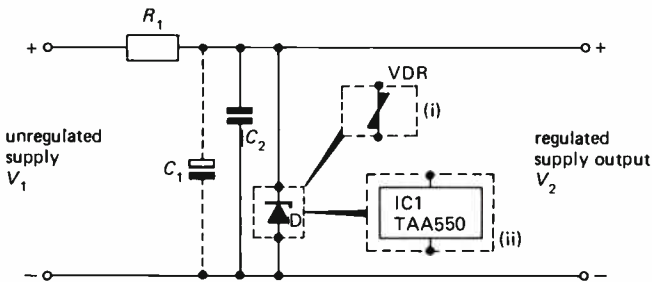 R1
+
+
VDR
(i)
unregulated
supply
V1
C2
C1
regulated
supply output
V2
D
IC1
TAA550
(ii)
−
−